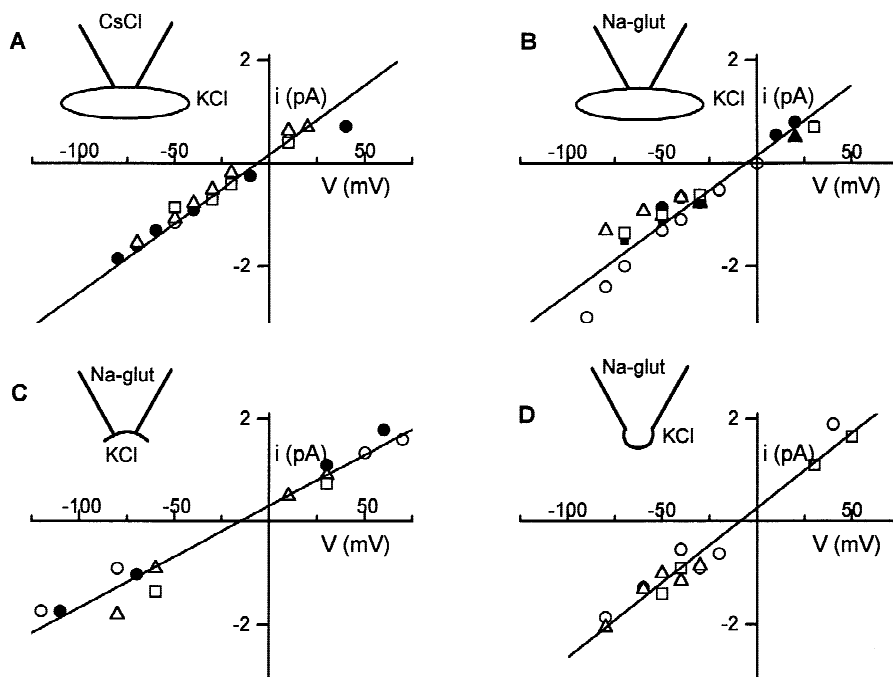 A
CsCl
KCl
2
i (pA)
-100
-50
50
V (mV)
-2
B
Na-glut
KCl
2
i (pA)
-100
-50
50
V (mV)
-2
C
Na-glut
KCl
2
i (pA)
-100
-50
50
V (mV)
-2
D
Na-glut
KCl
2
i (pA)
-100
-50
50
V (mV)
-2